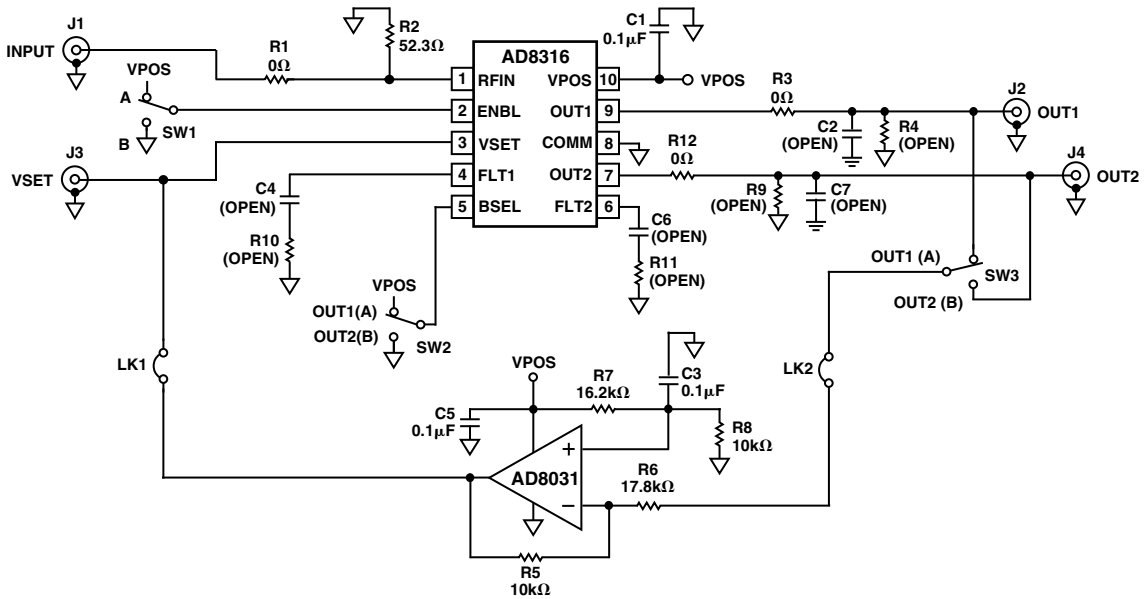 J1
INPUT
R1
0Ω
R2
52.3Ω
C1
0.1μF
AD8316
1 RFIN
2 ENBL
3 VSET
4 FLT1
5 BSEL
VPOS 10
OUT1 9
COMM 8
OUT2 7
FLT2 6
VPOS
VPOS
A
B
SW1
J3
VSET
C4
(OPEN)
R10
(OPEN)
VPOS
OUT1(A)
OUT2(B)
SW2
R3
0Ω
C2
(OPEN)
R4
(OPEN)
J2
OUT1
R12
0Ω
R9
(OPEN)
C7
(OPEN)
J4
OUT2
C6
(OPEN)
R11
(OPEN)
OUT1 (A)
OUT2 (B)
SW3
LK1
LK2
VPOS
C5
0.1μF
R7
16.2kΩ
C3
0.1μF
R8
10kΩ
+
AD8031
–
R6
17.8kΩ
R5
10kΩ